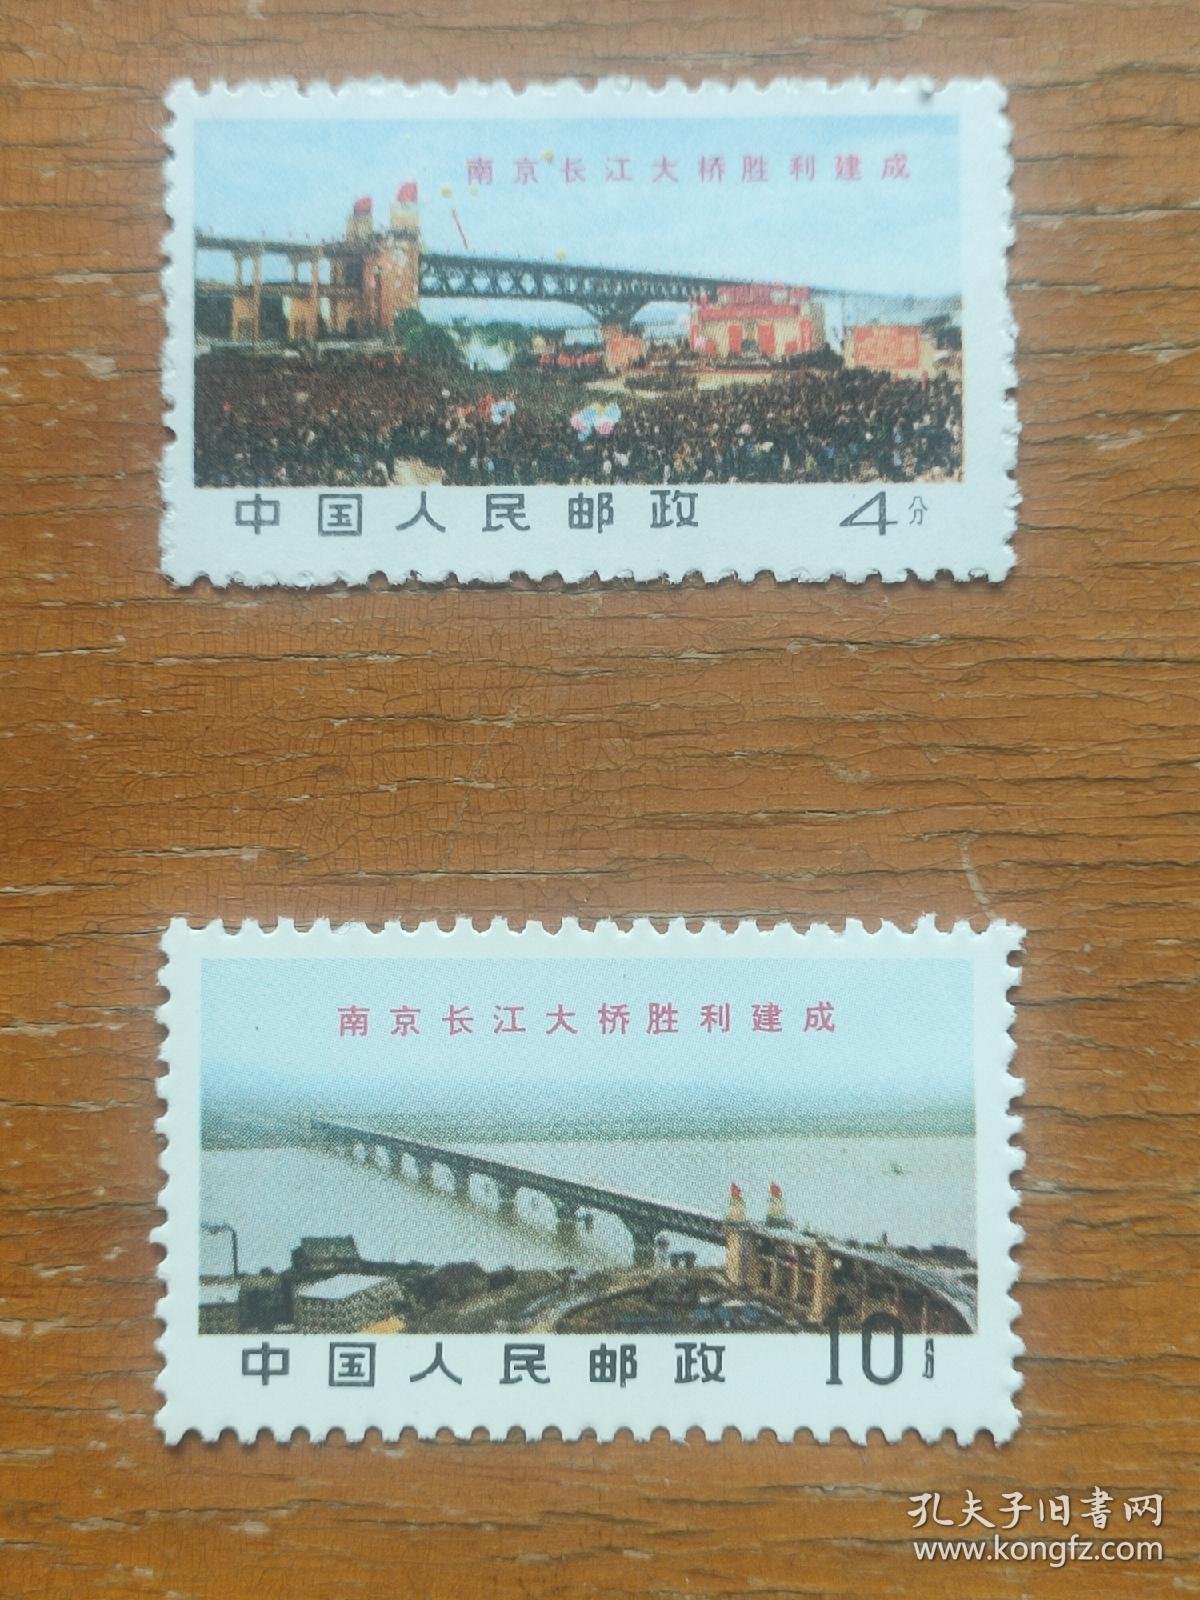 南京长江大桥胜利建成
中国人民邮政 4分
南京长江大桥胜利建成
中国人民邮政 10分
孔夫子旧書网
www.kongfz.com